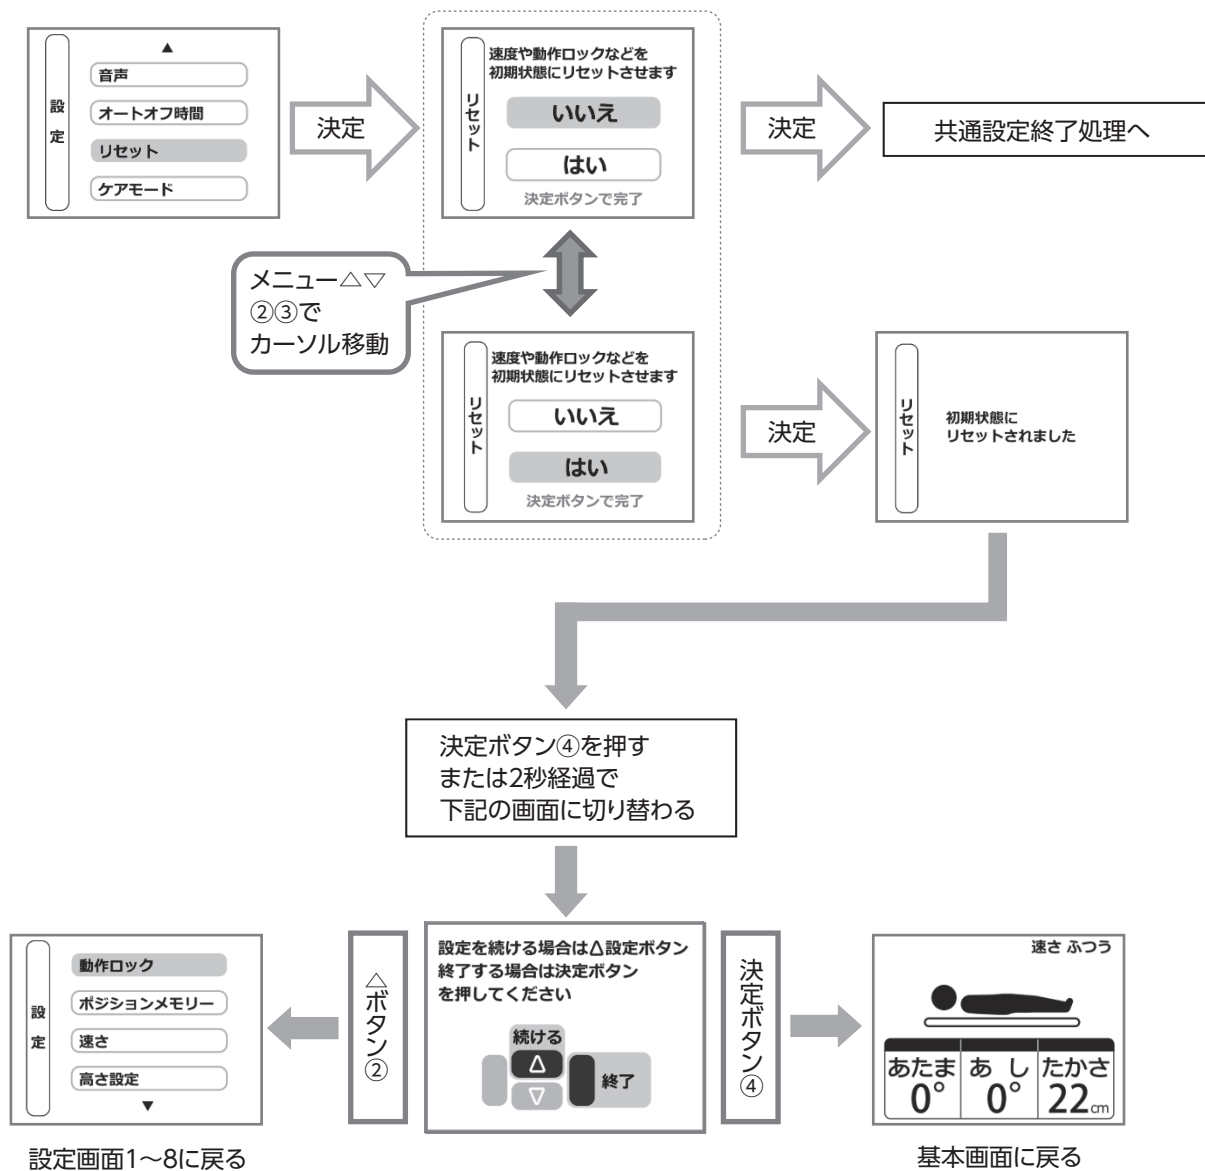 ▲
音声
オートオフ時間
リセット
ケアモード
設定
決定
リセット
速度や動作ロックなどを
初期状態にリセットさせます
いいえ
はい
決定ボタンで完了
決定
共通設定終了処理へ
メニュー△▽
②③で
カーソル移動
リセット
速度や動作ロックなどを
初期状態にリセットさせます
いいえ
はい
決定ボタンで完了
決定
リセット
初期状態に
リセットされました
決定ボタン④を押す
または2秒経過で
下記の画面に切り替わる
設定
動作ロック
ポジションメモリー
速さ
高さ設定
▼
設定画面1〜8に戻る
△ボタン②
設定を続ける場合は△設定ボタン
終了する場合は決定ボタン
を押してください
続ける
△
▽
終了
決定ボタン④
速さ ふつう
あたま あ し たかさ
0° 0° 22cm
基本画面に戻る